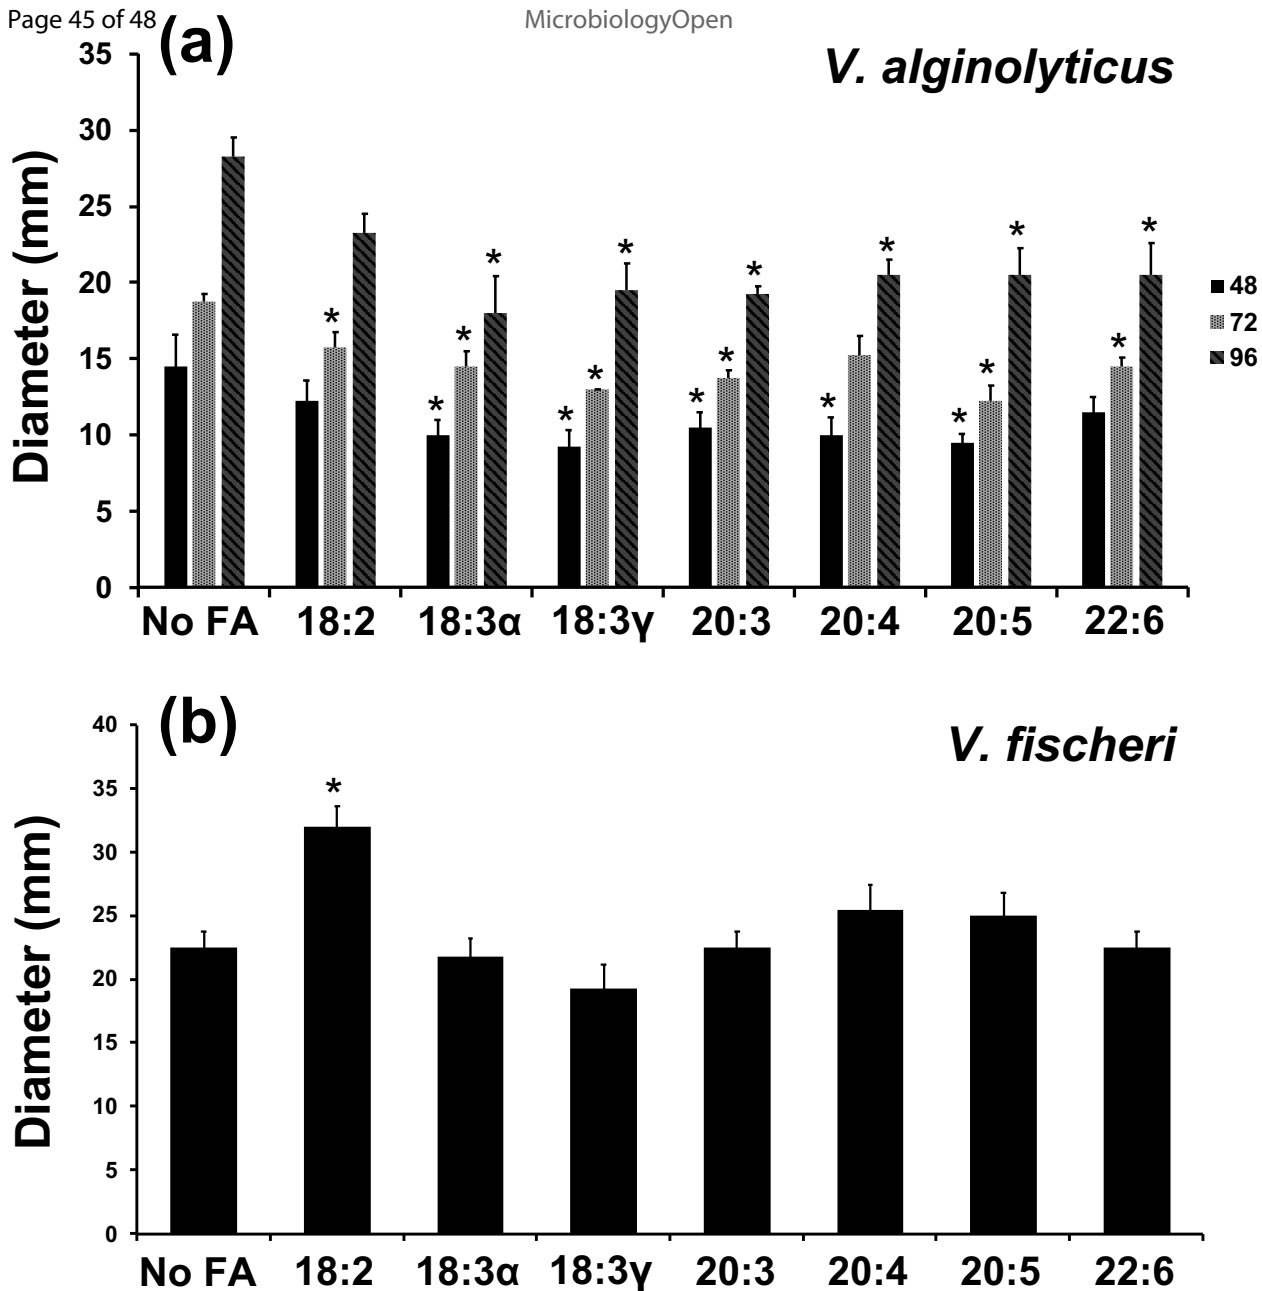 Page 45 of 48
MicrobiologyOpen
(a)
V. alginolyticus
35
30
25
20
15
10
5
0
Diameter (mm)
* * * * * * * * * * * * * * * * * *
48
72
96
No FA 18:2 18:3α 18:3γ 20:3 20:4 20:5 22:6
(b)
V. fischeri
40
35
30
25
20
15
10
5
0
Diameter (mm)
*
No FA 18:2 18:3α 18:3γ 20:3 20:4 20:5 22:6